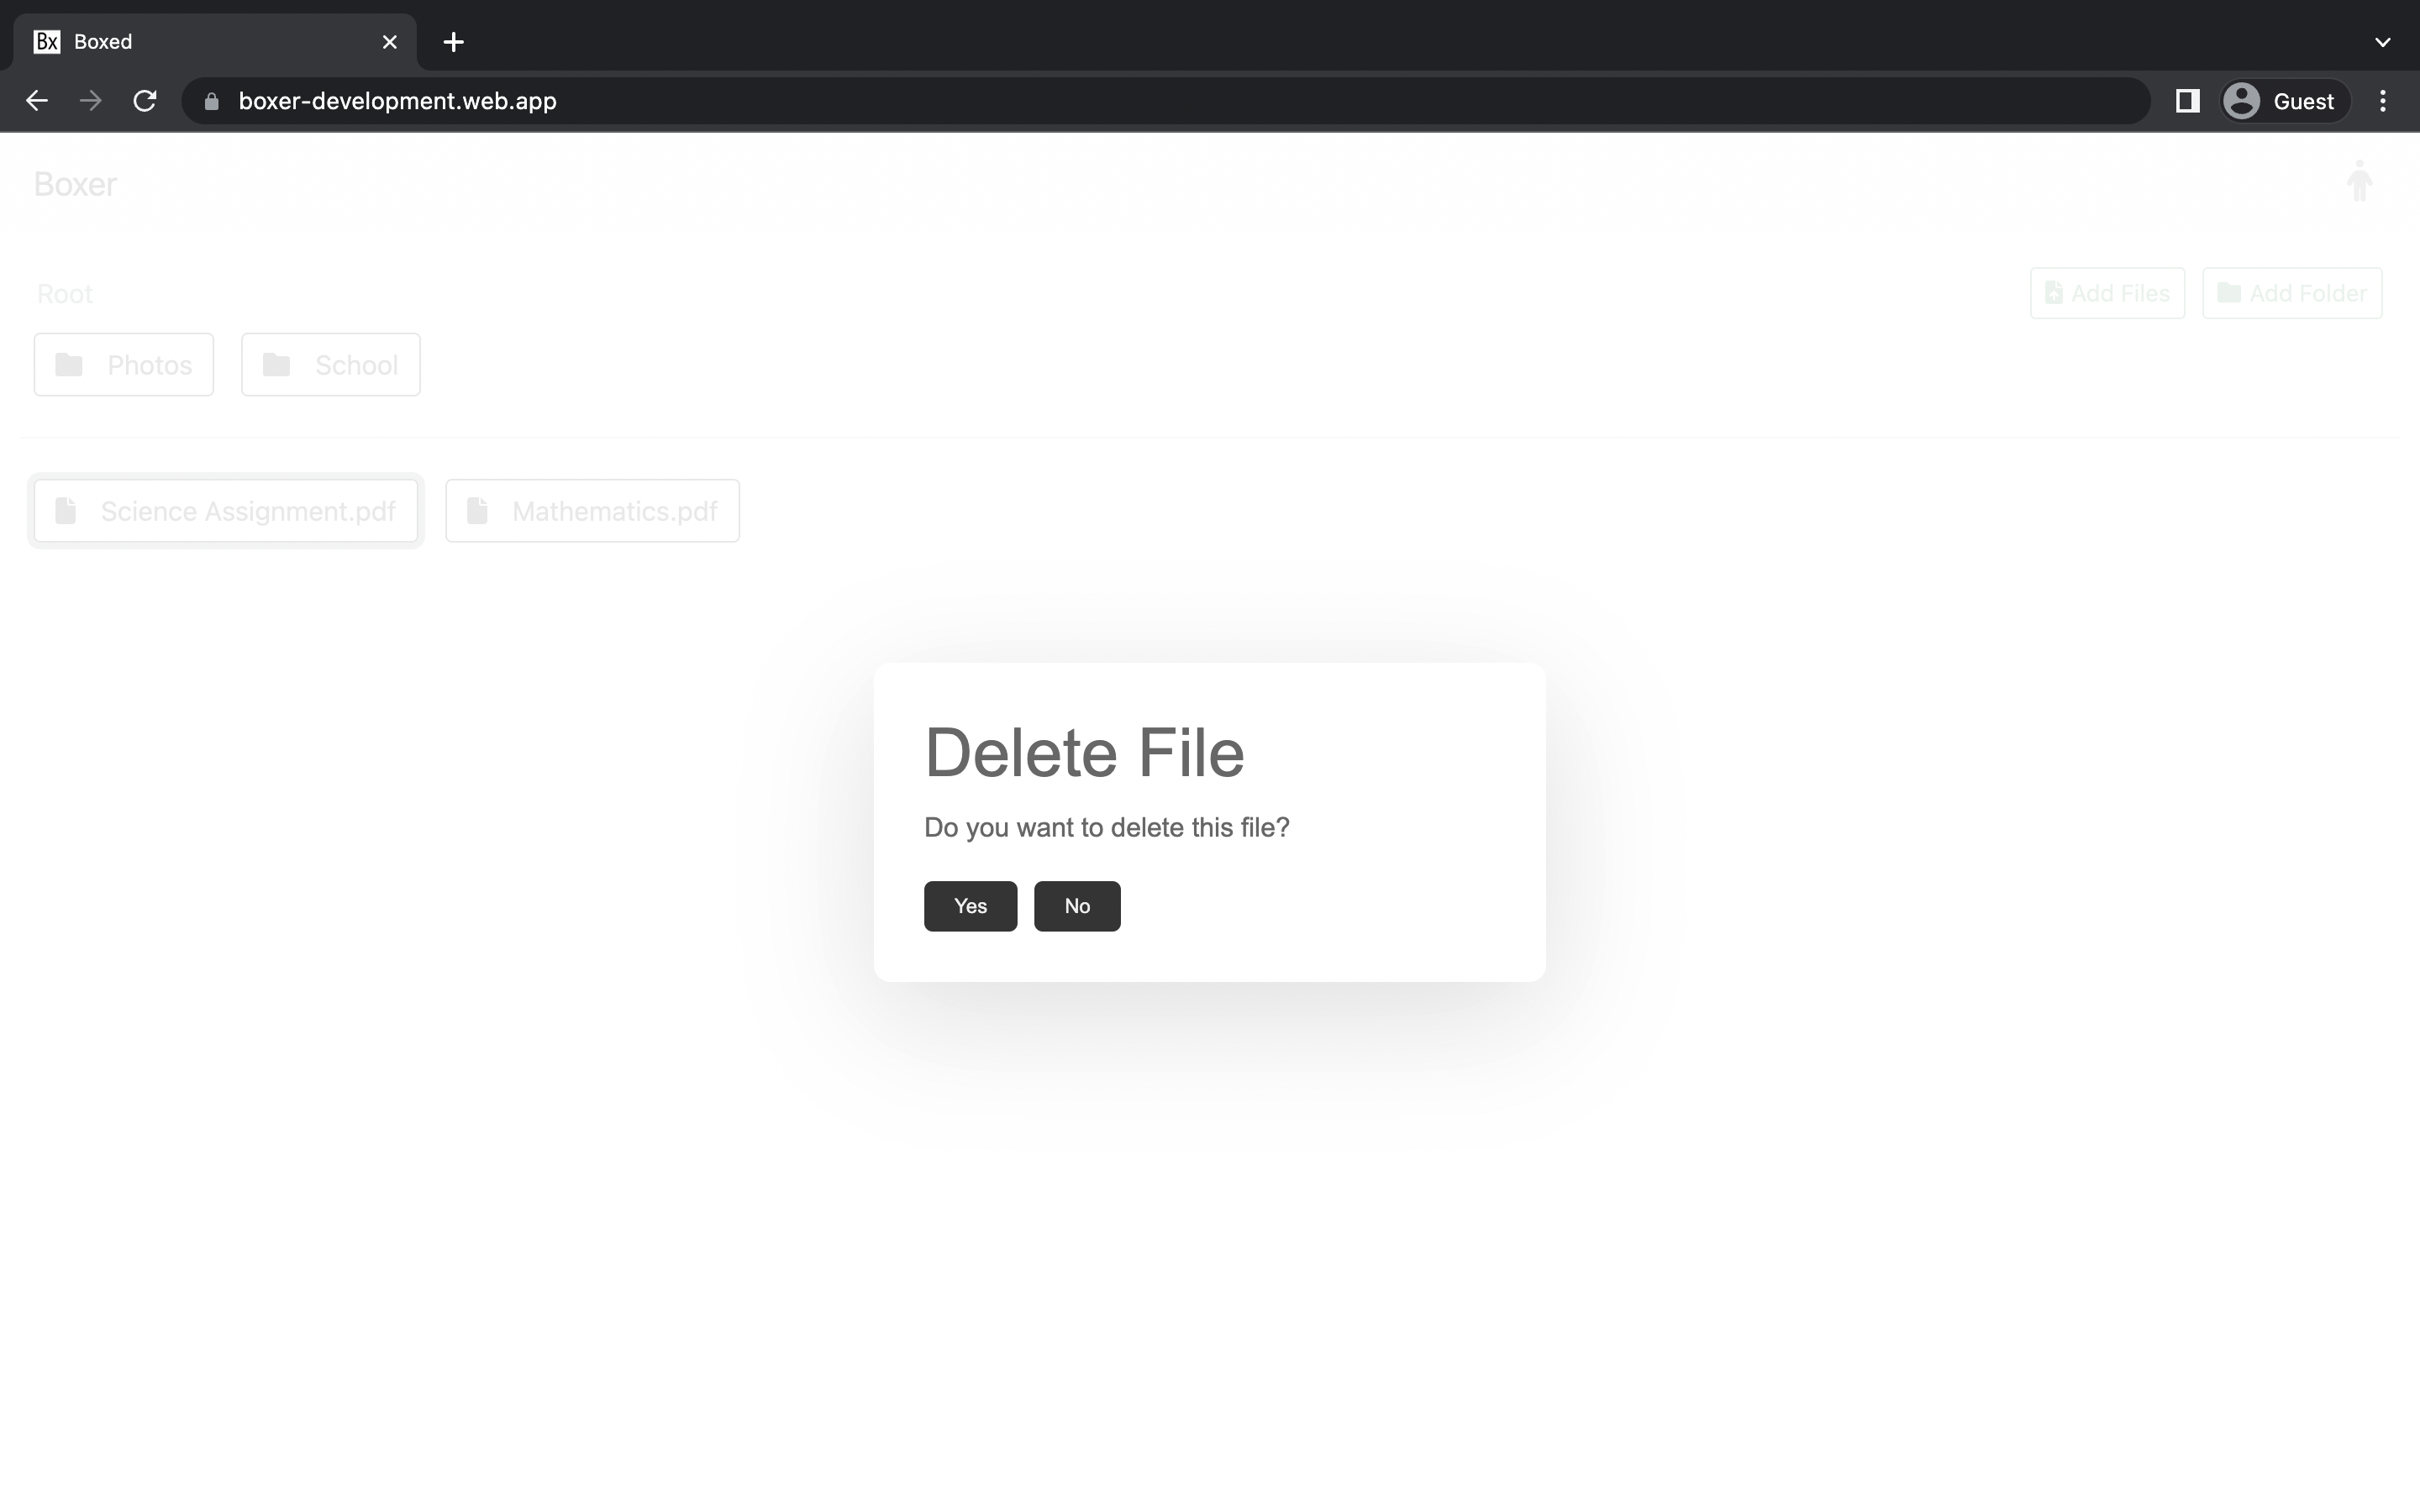 Bx Boxed
boxer-development.web.app
Guest
Boxer
Root
Add Files
Add Folder
Photos
School
Science Assignment.pdf
Mathematics.pdf
Delete File
Do you want to delete this file?
Yes
No